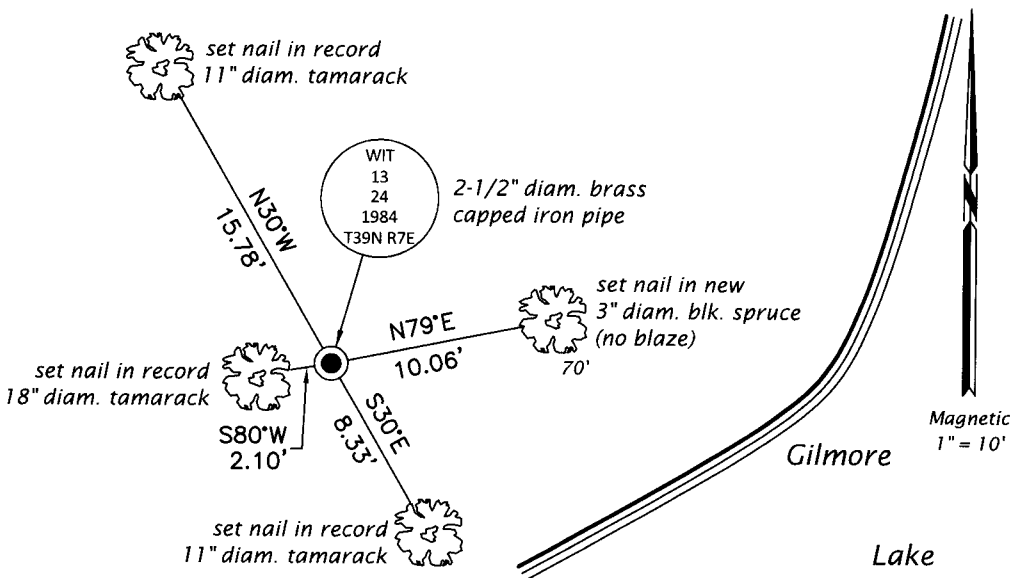 set nail in record
11" diam. tamarack
WIT
13
24
1984
T39N R7E
2-1/2" diam. brass
capped iron pipe
N30°W
15.78'
set nail in new
3" diam. blk. spruce
(no blaze)
N79°E
10.06'
70'
set nail in record
18" diam. tamarack
S80°W
2.10'
S30°E
8.33'
set nail in record
11" diam. tamarack
N
Magnetic
1" = 10'
Gilmore
Lake